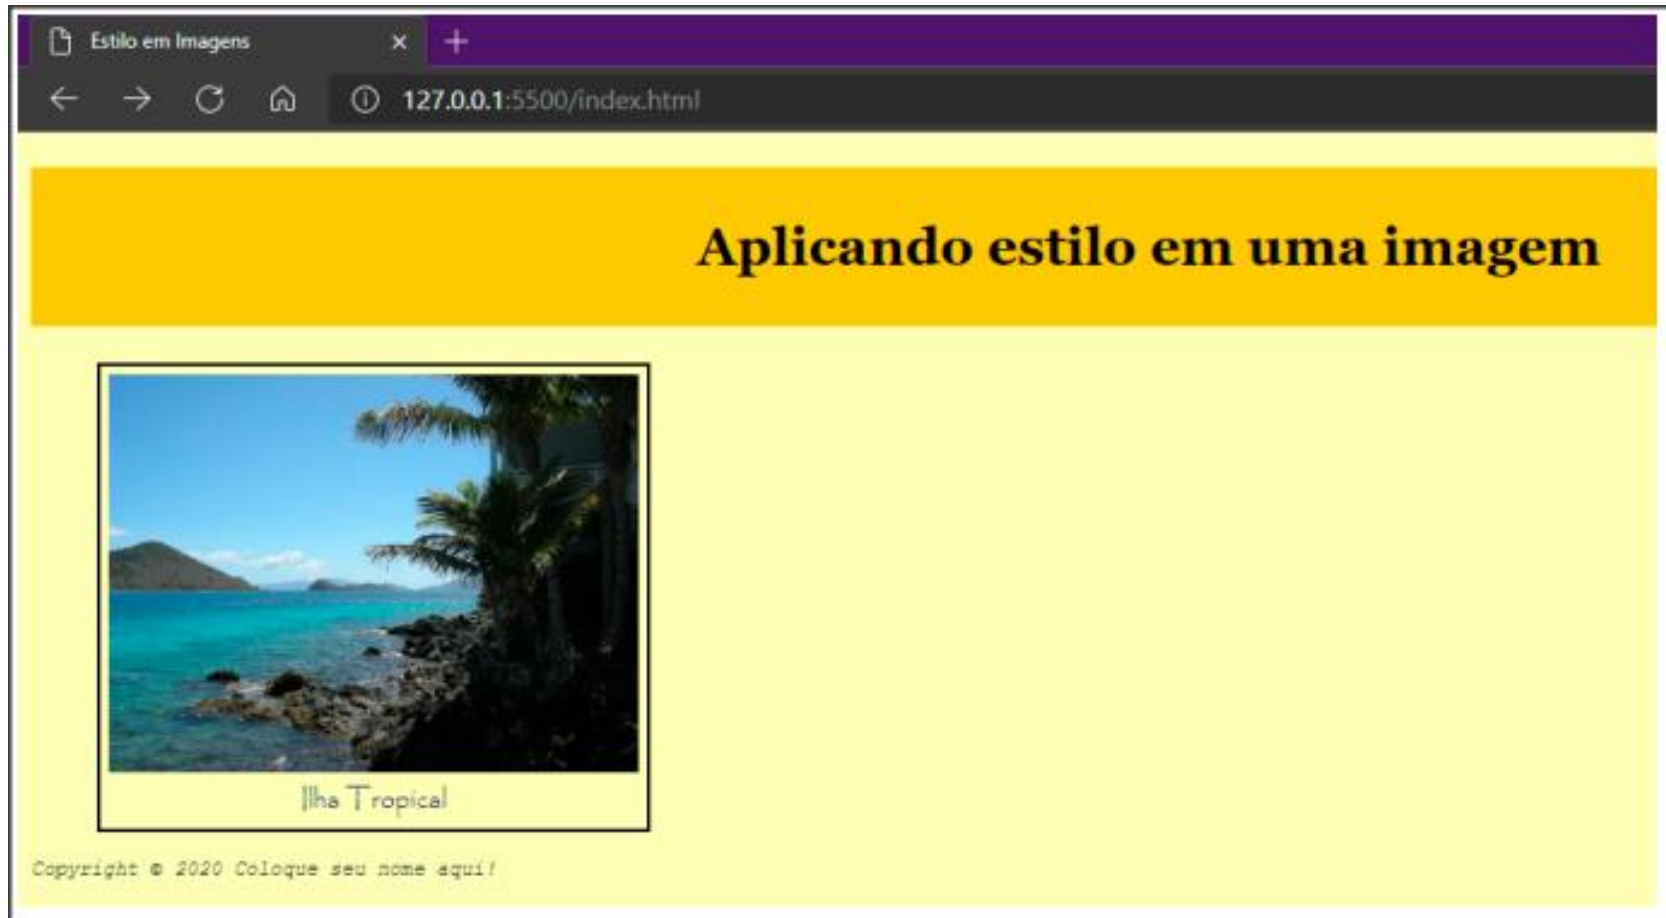 Estilo em Imagens
127.0.0.1:5500/index.html
Aplicando estilo em uma imagem
Ilha Tropical
Copyright © 2020 Coloque seu nome aqui!